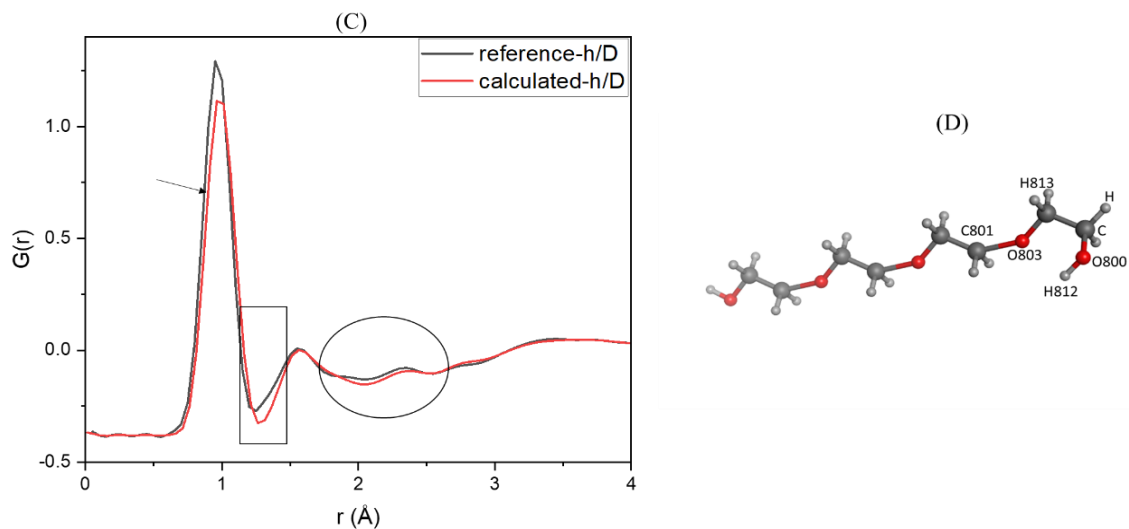 (C)
reference-h/D
calculated-h/D
1.0
0.5
0.0
-0.5
G(r)
0
1
2
3
4
r (Å)
(D)
H813
H
C801
C
O803
O800
H812